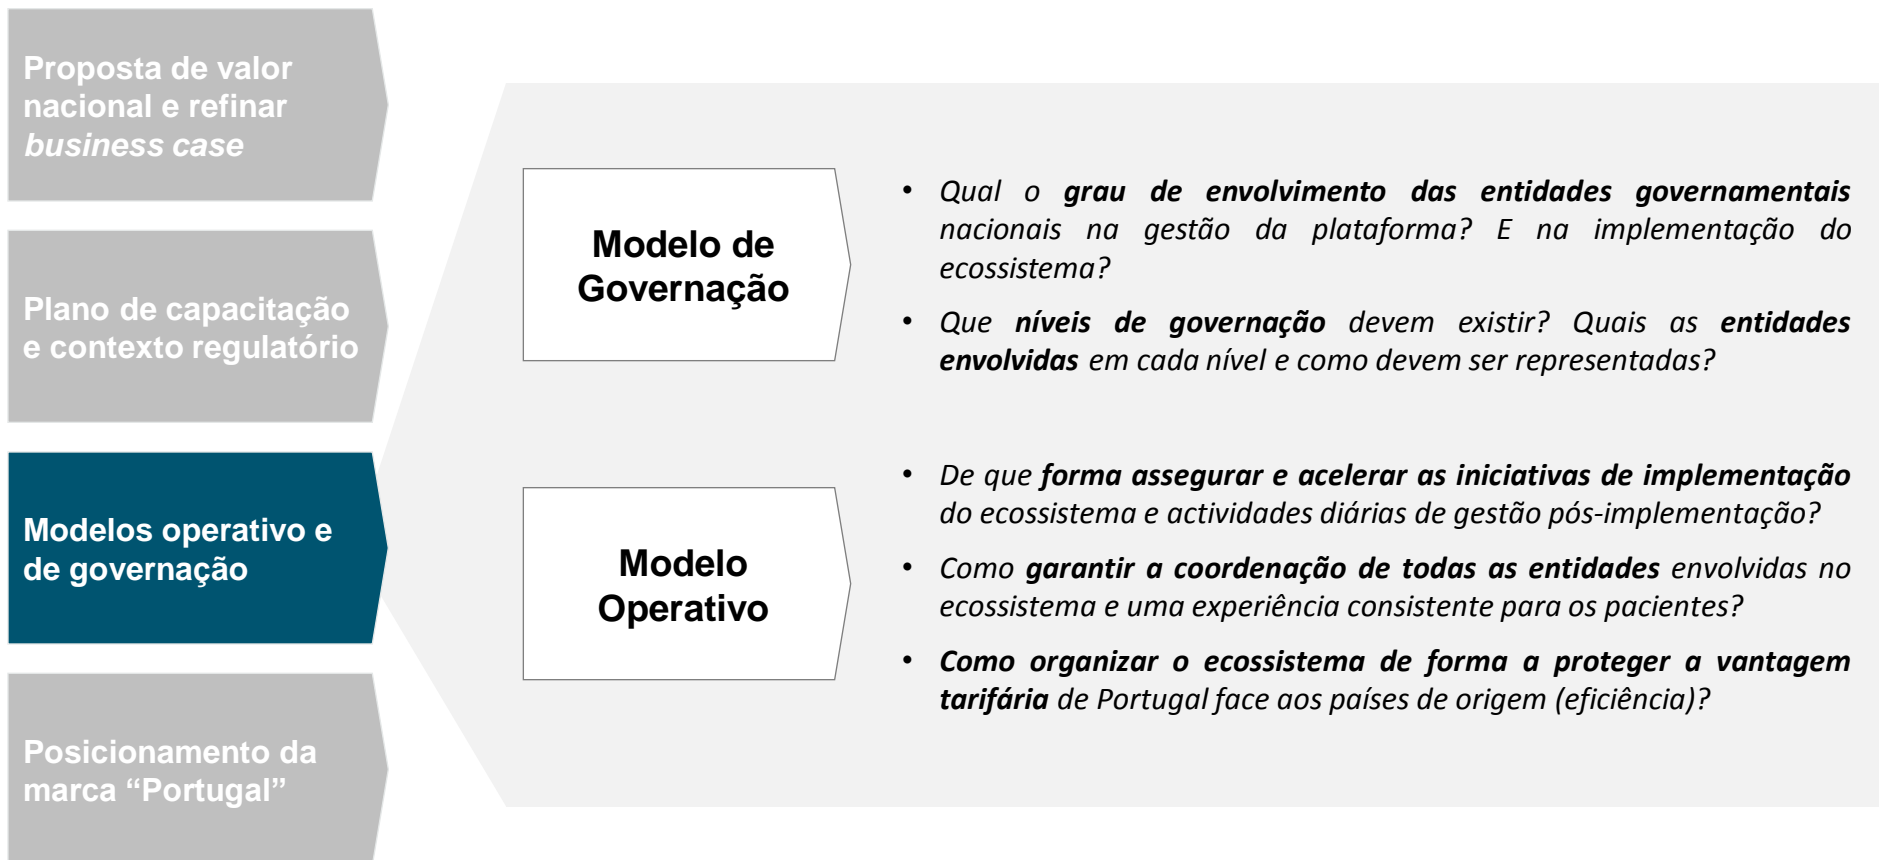 Proposta de valor
nacional e refinar
business case
Plano de capacitação
e contexto regulatório
Modelos operativo e
de governação
Posicionamento da
marca “Portugal”
Modelo de
Governação
• Qual o grau de envolvimento das entidades governamentais
nacionais na gestão da plataforma? E na implementação do
ecossistema?
• Que níveis de governação devem existir? Quais as entidades
envolvidas em cada nível e como devem ser representadas?
Modelo
Operativo
• De que forma assegurar e acelerar as iniciativas de implementação
do ecossistema e actividades diárias de gestão pós-implementação?
• Como garantir a coordenação de todas as entidades envolvidas no
ecossistema e uma experiência consistente para os pacientes?
• Como organizar o ecossistema de forma a proteger a vantagem
tarifária de Portugal face aos países de origem (eficiência)?